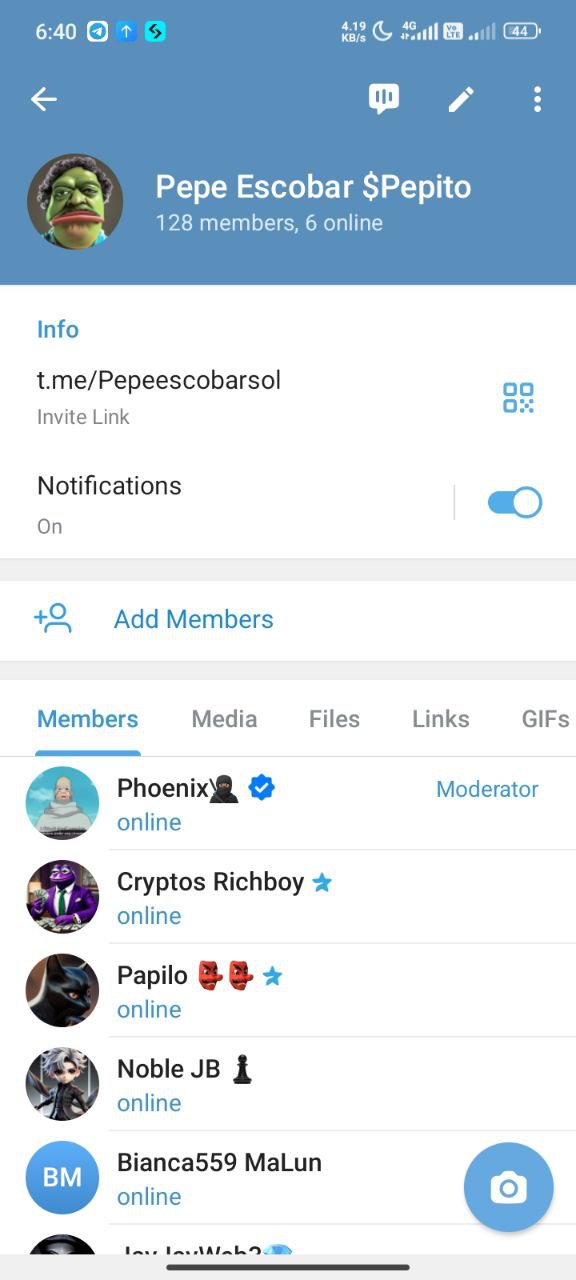 6:40
4.19
KB/s
4G
Vo
LTE
44
Pepe Escobar $Pepito
128 members, 6 online
Info
t.me/Pepeescobarsol
Invite Link
Notifications
On
Add Members
Members Media Files Links GIFs
Phoenix🥷 Moderator
online
Cryptos Richboy
online
Papilo 👺👺
online
Noble JB ♟
online
BM
Bianca559 MaLun
online